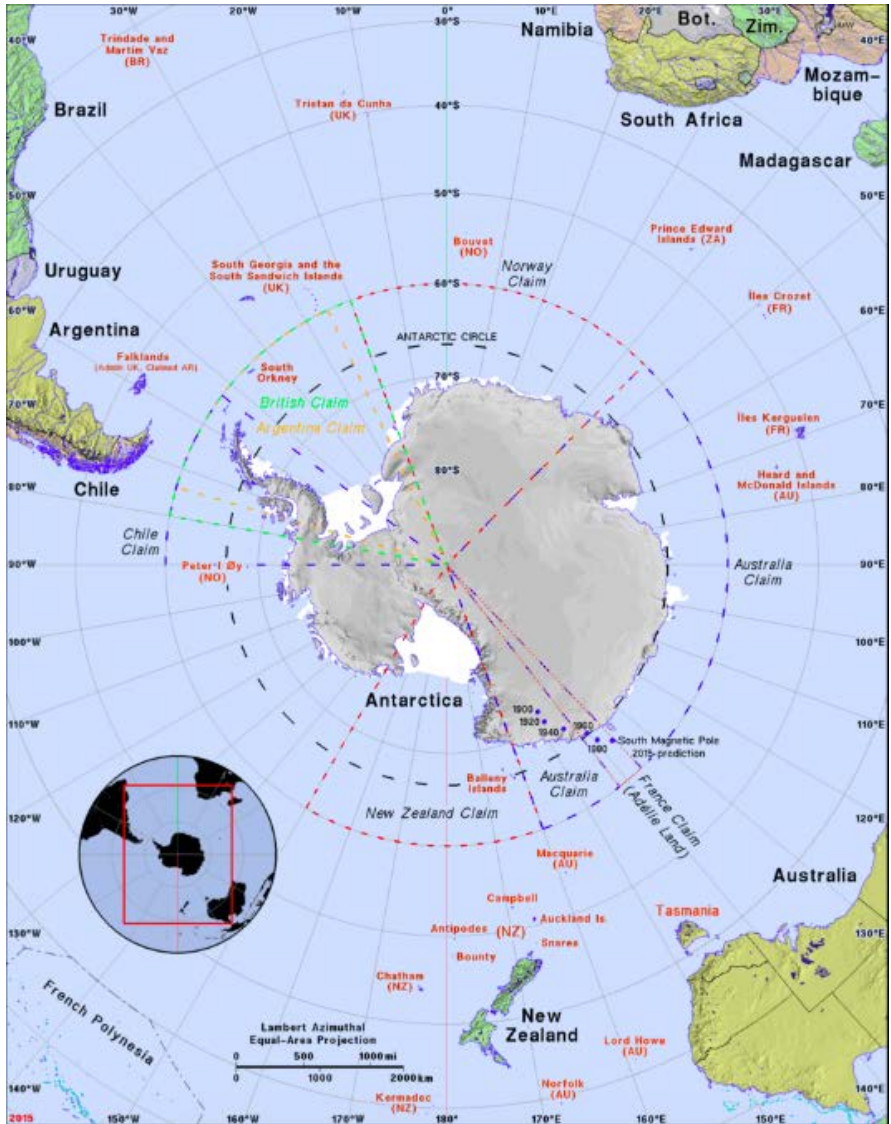 40°W
30°W
20°W
10°W
0°
30°S
10°E
20°E
30°E
40°E
Trindade and
Martim Vaz
(BR)
Namibia
Bot.
Zim.
Mozam-
bique
Brazil
Tristan da Cunha
(UK)
40°S
South Africa
Madagascar
50°W
50°S
50°E
Uruguay
South Georgia and the
South Sandwich Islands
(UK)
Bouvet
(NO)
Norway
Claim
Prince Edward
Islands (ZA)
60°S
60°W
60°E
Îles Crozet
(FR)
Argentina
Falklands
(Admin UK, Claimed AR)
ANTARCTIC CIRCLE
South
Orkney
70°S
British Claim
Argentina Claim
70°W
70°E
Îles Kerguelen
(FR)
80°S
Heard and
McDonald Islands
(AU)
Chile
80°W
80°E
Chile
Claim
90°W
Peter I Øy
(NO)
Australia
Claim
90°E
100°W
100°E
Antarctica
110°W
110°E
1900
1920
1940
1960
1980
South Magnetic Pole
2015-prediction
Balleny
Islands
Australia
Claim
France Claim
(Adélie Land)
New Zealand Claim
120°W
120°E
Macquarie
(AU)
Australia
Campbell
Auckland Is.
Tasmania
Antipodes
(NZ)
Snares
Bounty
130°W
130°E
Chatham
(NZ)
French Polynesia
New
Zealand
Lambert Azimuthal
Equal-Area Projection
0
500
1000mi
0
1000
2000km
Lord Howe
(AU)
Norfolk
(AU)
Kermadec
(NZ)
140°W
140°E
2015
150°W
160°W
170°W
180°
170°E
160°E
150°E